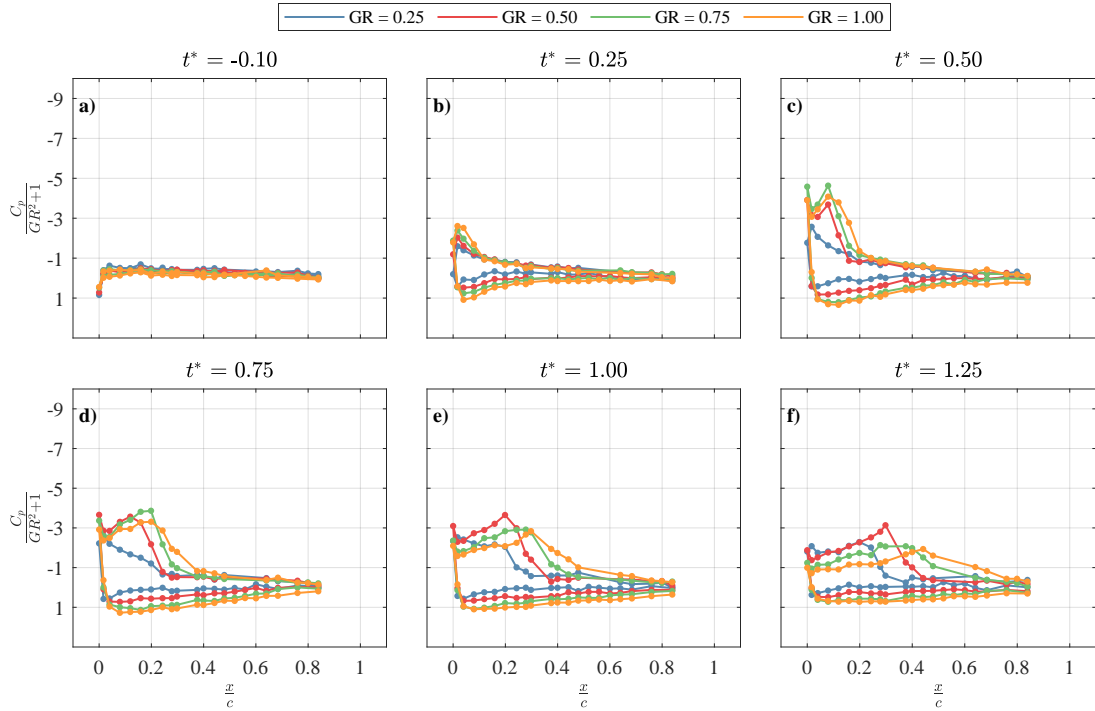 GR = 0.25 GR = 0.50 GR = 0.75 GR = 1.00
t* = -0.10 t* = 0.25 t* = 0.50
a) b) c)
-9
-7
-5
-3
-1
1
C_p / GR²+1
t* = 0.75 t* = 1.00 t* = 1.25
d) e) f)
-9
-7
-5
-3
-1
1
C_p / GR²+1
0 0.2 0.4 0.6 0.8 1 0 0.2 0.4 0.6 0.8 1 0 0.2 0.4 0.6 0.8 1
x/c x/c x/c